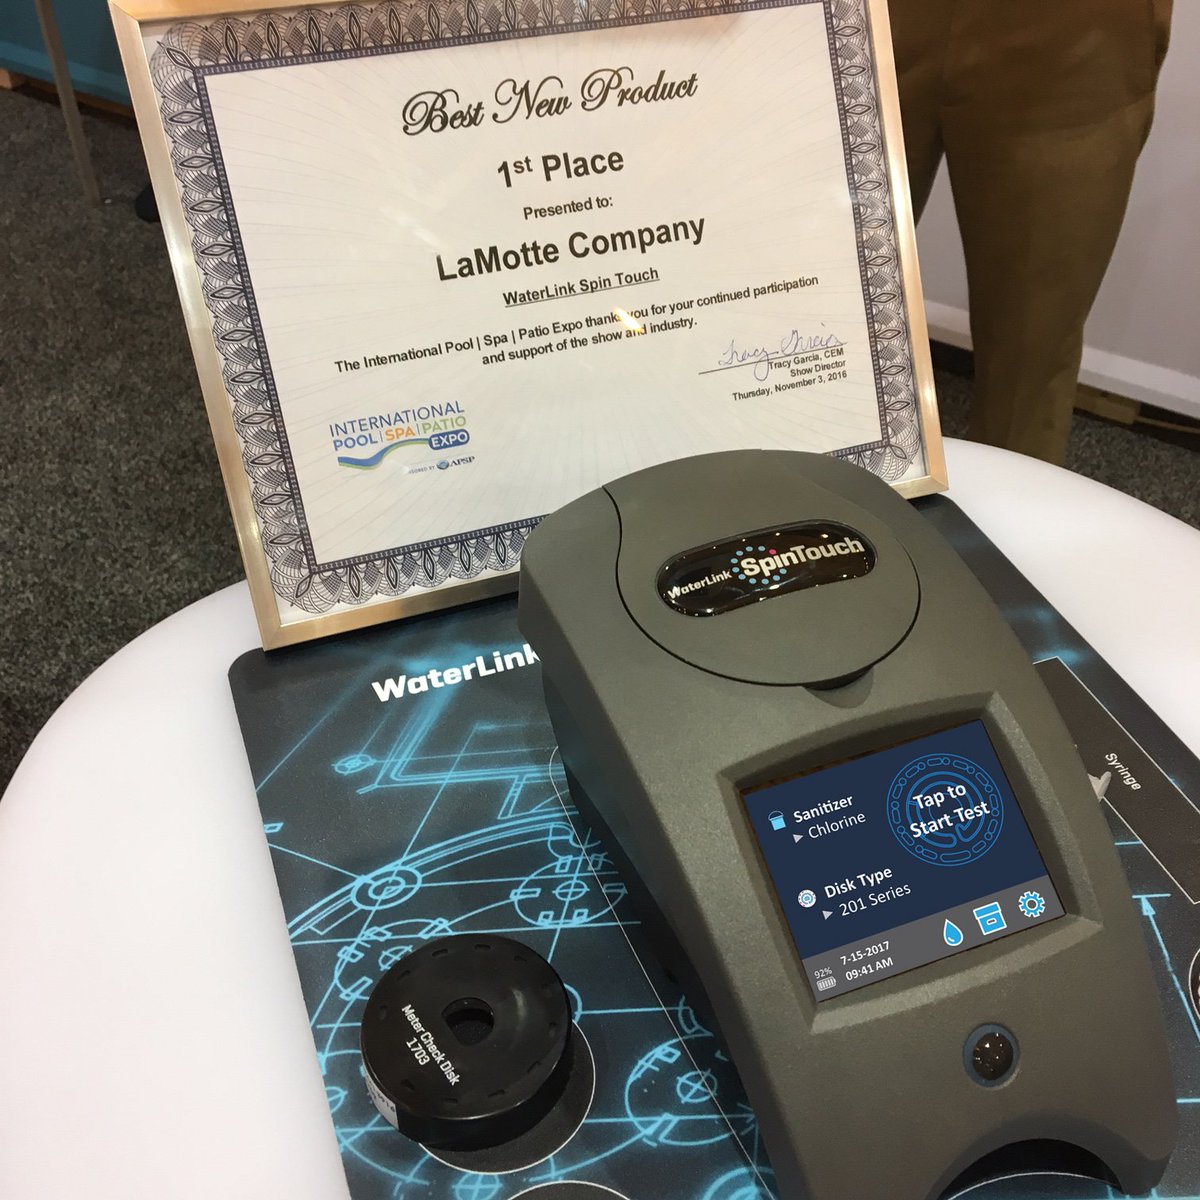 Best New Product
1st Place
Presented to:
LaMotte Company
WaterLink Spin Touch
The International Pool | Spa | Patio Expo thanks you for your continued participation
and support of the show and industry.
Tracy Garcia, CEM
Show Director
Thursday, November 3, 2016
INTERNATIONAL
POOL | SPA | PATIO
EXPO
APSP
WaterLink SpinTouch
WaterLink
Syringe
Sanitizer
Chlorine
Tap to
Start Test
Disk Type
201 Series
92%
7-15-2017
09:41 AM
Meter Check Disk
1703